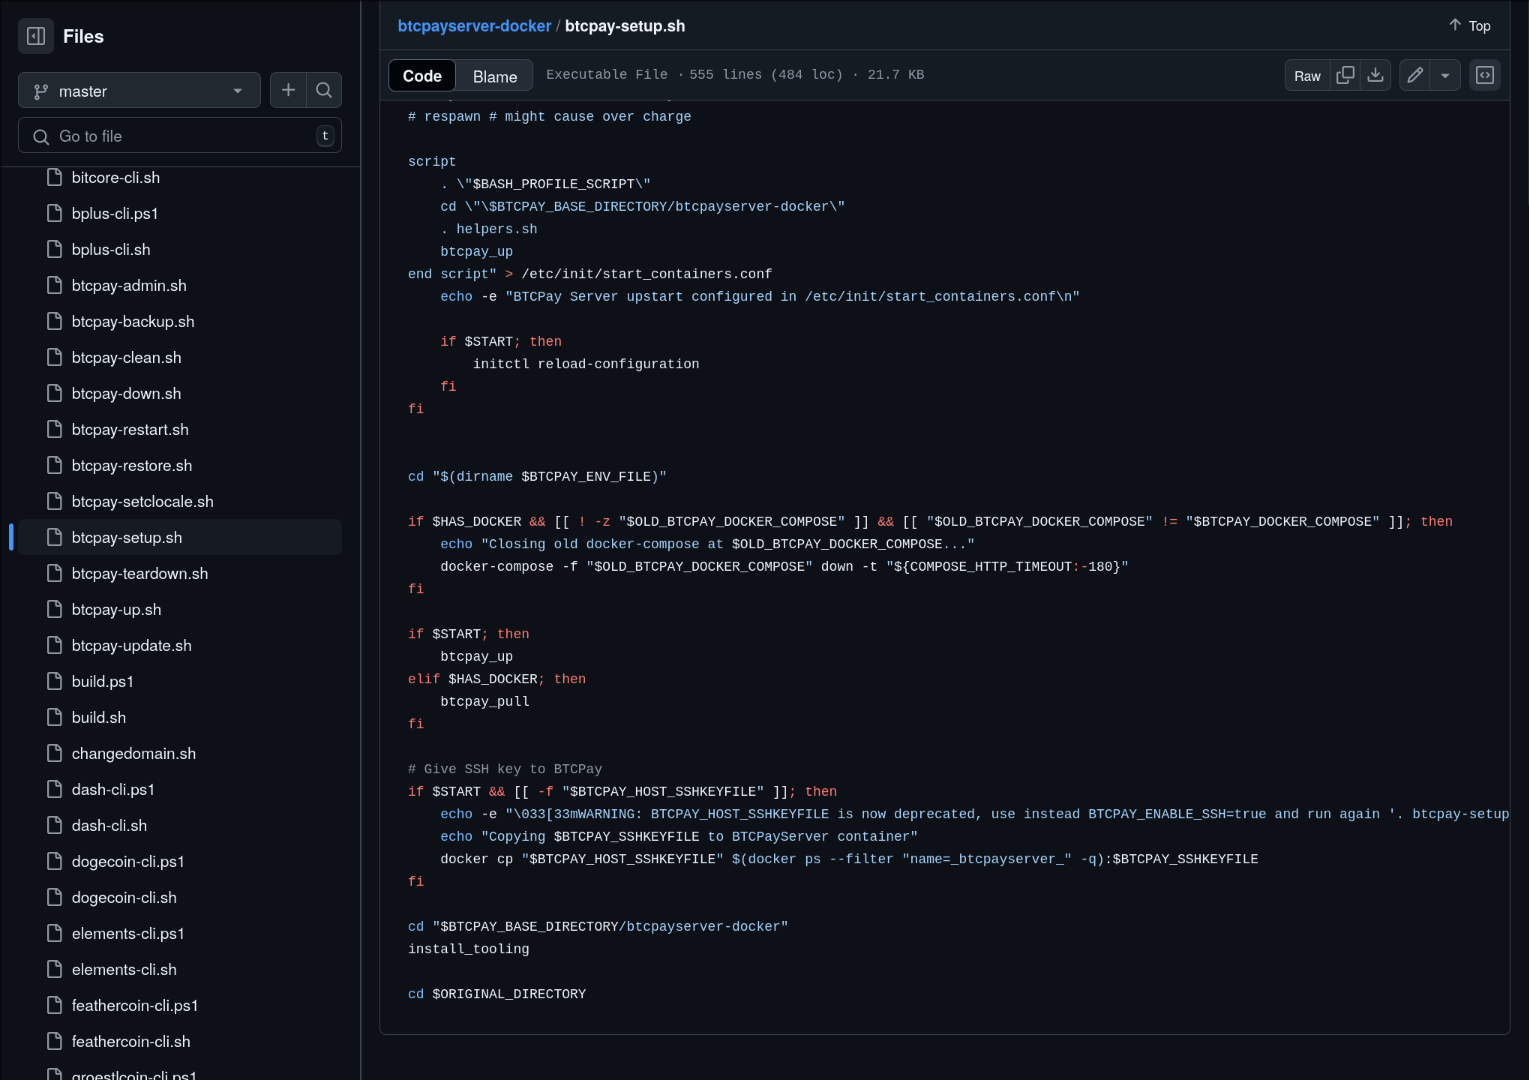 Files
master
Go to file
t
bitcore-cli.sh
bplus-cli.ps1
bplus-cli.sh
btcpay-admin.sh
btcpay-backup.sh
btcpay-clean.sh
btcpay-down.sh
btcpay-restart.sh
btcpay-restore.sh
btcpay-setclocale.sh
btcpay-setup.sh
btcpay-teardown.sh
btcpay-up.sh
btcpay-update.sh
build.ps1
build.sh
changedomain.sh
dash-cli.ps1
dash-cli.sh
dogecoin-cli.ps1
dogecoin-cli.sh
elements-cli.ps1
elements-cli.sh
feathercoin-cli.ps1
feathercoin-cli.sh
groestlcoin-cli.ps1
btcpayserver-docker / btcpay-setup.sh
Top
Code Blame Executable File · 555 lines (484 loc) · 21.7 KB
Raw
# respawn # might cause over charge
script
    . \"$BASH_PROFILE_SCRIPT\"
    cd \"\$BTCPAY_BASE_DIRECTORY/btcpayserver-docker\"
    . helpers.sh
    btcpay_up
end script" > /etc/init/start_containers.conf
    echo -e "BTCPay Server upstart configured in /etc/init/start_containers.conf\n"
    if $START; then
        initctl reload-configuration
    fi
fi
cd "$(dirname $BTCPAY_ENV_FILE)"
if $HAS_DOCKER && [[ ! -z "$OLD_BTCPAY_DOCKER_COMPOSE" ]] && [[ "$OLD_BTCPAY_DOCKER_COMPOSE" != "$BTCPAY_DOCKER_COMPOSE" ]]; then
    echo "Closing old docker-compose at $OLD_BTCPAY_DOCKER_COMPOSE..."
    docker-compose -f "$OLD_BTCPAY_DOCKER_COMPOSE" down -t "${COMPOSE_HTTP_TIMEOUT:-180}"
fi
if $START; then
    btcpay_up
elif $HAS_DOCKER; then
    btcpay_pull
fi
# Give SSH key to BTCPay
if $START && [[ -f "$BTCPAY_HOST_SSHKEYFILE" ]]; then
    echo -e "\033[33mWARNING: BTCPAY_HOST_SSHKEYFILE is now deprecated, use instead BTCPAY_ENABLE_SSH=true and run again '. btcpay-setup
    echo "Copying $BTCPAY_SSHKEYFILE to BTCPayServer container"
    docker cp "$BTCPAY_HOST_SSHKEYFILE" $(docker ps --filter "name=_btcpayserver_" -q):$BTCPAY_SSHKEYFILE
fi
cd "$BTCPAY_BASE_DIRECTORY/btcpayserver-docker"
install_tooling
cd $ORIGINAL_DIRECTORY